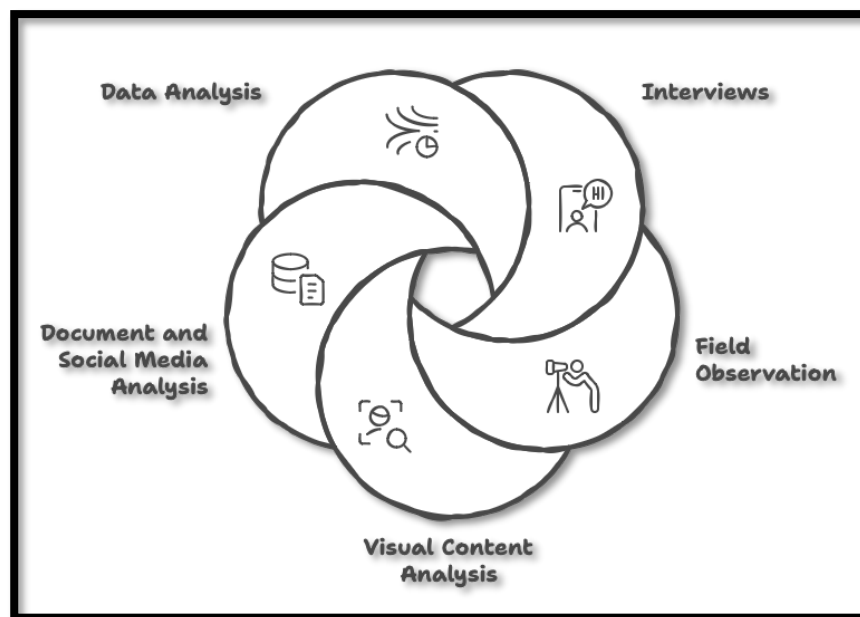 Data Analysis
Interviews
HI
Document and
Social Media
Analysis
Field
Observation
Visual Content
Analysis